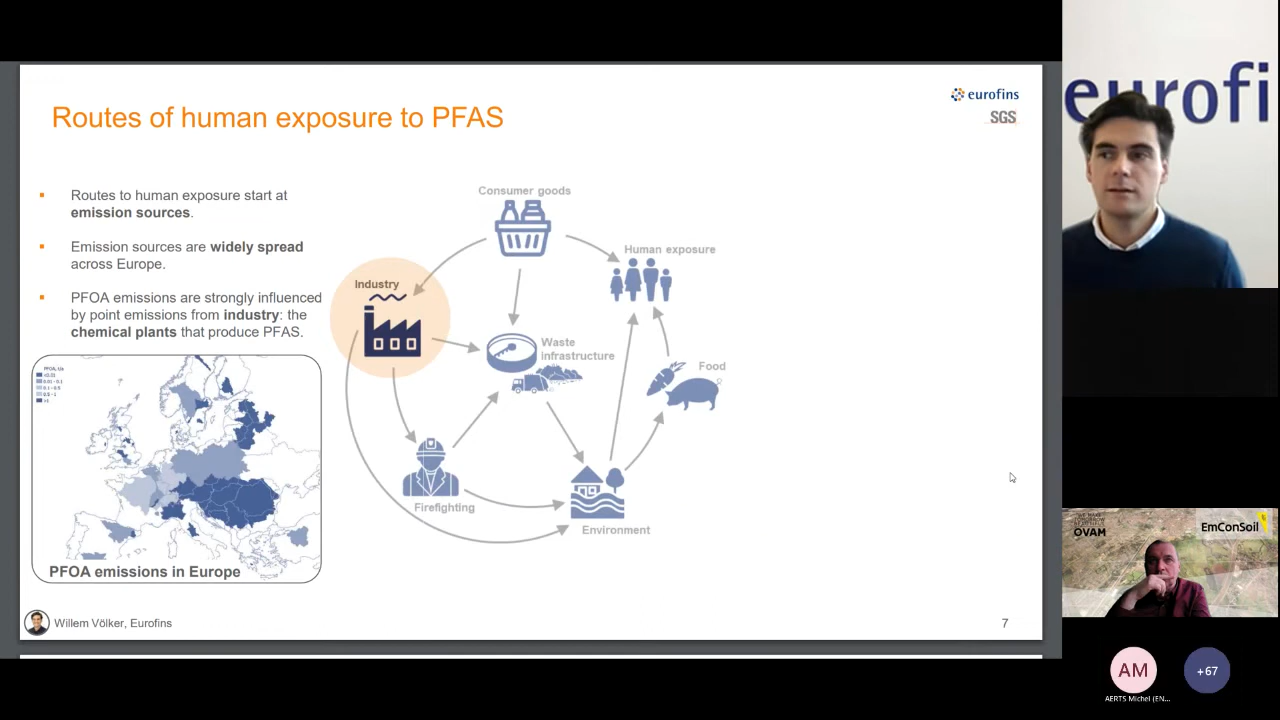 Routes of human exposure to PFAS
eurofins
SGS
Routes to human exposure start at
emission sources.
Emission sources are widely spread
across Europe.
PFOA emissions are strongly influenced
by point emissions from industry: the
chemical plants that produce PFAS.
Consumer goods
Human exposure
Industry
Waste
infrastructure
Food
Firefighting
Environment
PFOA emissions in Europe
Willem Völker, Eurofins
7
eurofi
OVAM
EmConSoil
AM
+67
AERTS Michel (EN...